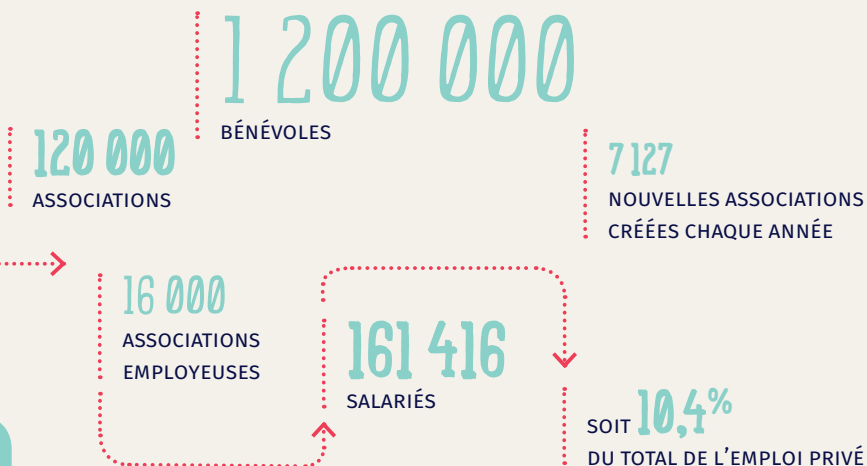 1 200 000
BÉNÉVOLES
120 000
ASSOCIATIONS
7 127
NOUVELLES ASSOCIATIONS
CRÉÉES CHAQUE ANNÉE
16 000
ASSOCIATIONS
EMPLOYEUSES
161 416
SALARIÉS
SOIT 10,4%
DU TOTAL DE L'EMPLOI PRIVÉ